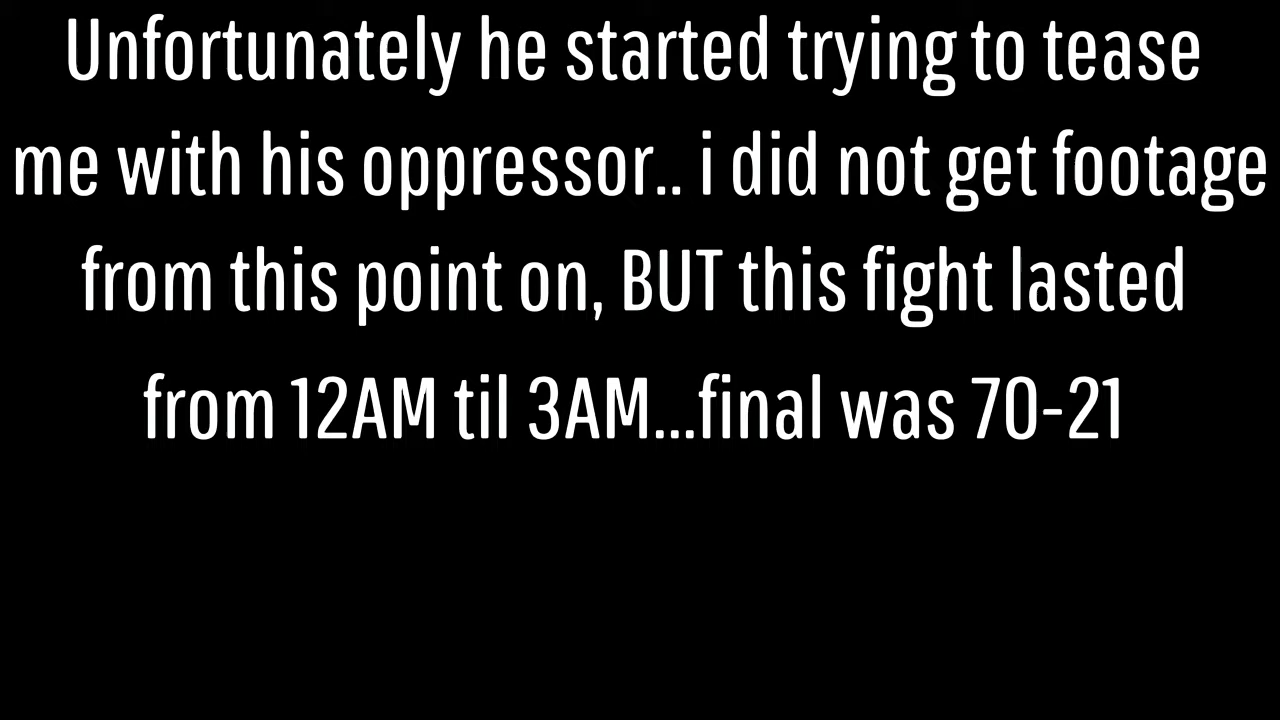 Unfortunately he started trying to tease
me with his oppressor.. i did not get footage
from this point on, BUT this fight lasted
from 12AM til 3AM...final was 70-21